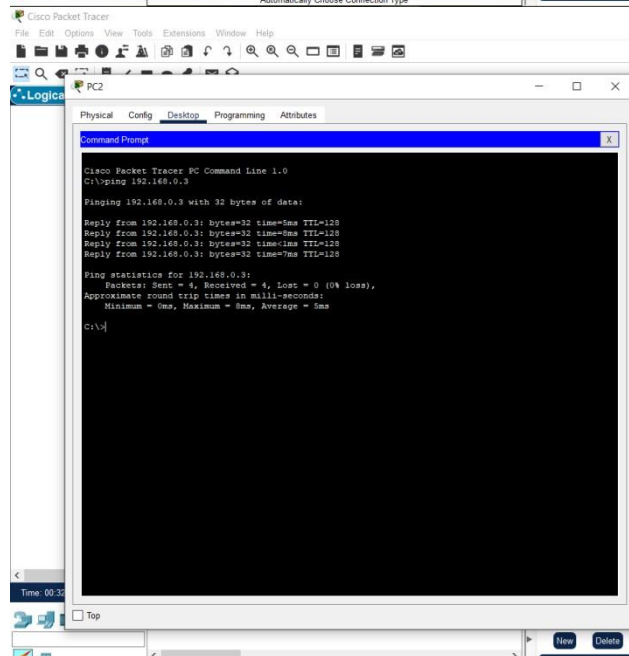 Automatically Choose Connection Type
Cisco Packet Tracer
File Edit Options View Tools Extensions Window Help
Logica
PC2
Physical Config Desktop Programming Attributes
Command Prompt
X
Cisco Packet Tracer PC Command Line 1.0
C:\>ping 192.168.0.3
Pinging 192.168.0.3 with 32 bytes of data:
Reply from 192.168.0.3: bytes=32 time=5ms TTL=128
Reply from 192.168.0.3: bytes=32 time=8ms TTL=128
Reply from 192.168.0.3: bytes=32 time<1ms TTL=128
Reply from 192.168.0.3: bytes=32 time=7ms TTL=128
Ping statistics for 192.168.0.3:
Packets: Sent = 4, Received = 4, Lost = 0 (0% loss),
Approximate round trip times in milli-seconds:
Minimum = 0ms, Maximum = 8ms, Average = 5ms
C:\>
Time: 00:32
Top
New Delete